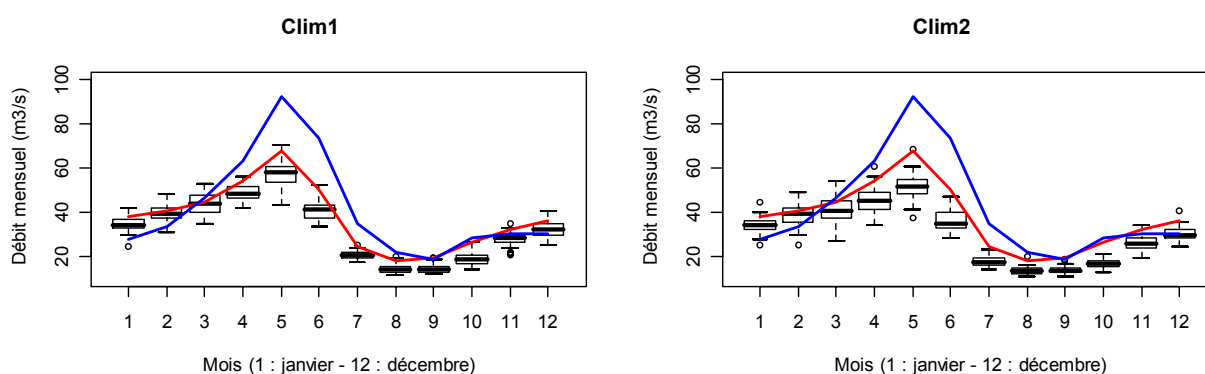 Clim1
Débit mensuel (m3/s)
100
80
60
40
20
1 2 3 4 5 6 7 8 9 10 11 12
Mois (1 : janvier - 12 : décembre)
Clim2
Débit mensuel (m3/s)
100
80
60
40
20
1 2 3 4 5 6 7 8 9 10 11 12
Mois (1 : janvier - 12 : décembre)